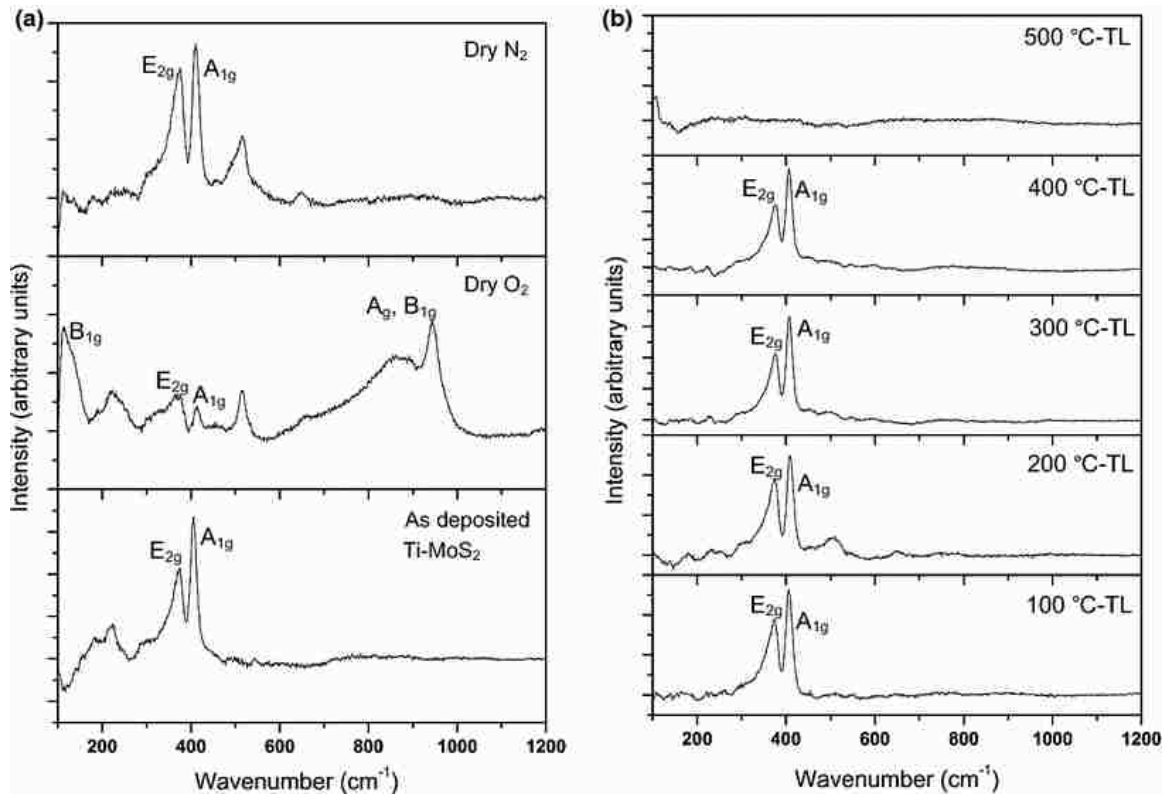 (a)
Dry N₂
E₂g
A₁g
Dry O₂
B₁g
E₂g
A₁g
Ag, B₁g
As deposited
Ti-MoS₂
E₂g
A₁g
Intensity (arbitrary units)
200 400 600 800 1000 1200
Wavenumber (cm⁻¹)
(b)
500 °C-TL
400 °C-TL
E₂g
A₁g
300 °C-TL
E₂g
A₁g
200 °C-TL
E₂g
A₁g
100 °C-TL
E₂g
A₁g
Intensity (arbitrary units)
200 400 600 800 1000 1200
Wavenumber (cm⁻¹)